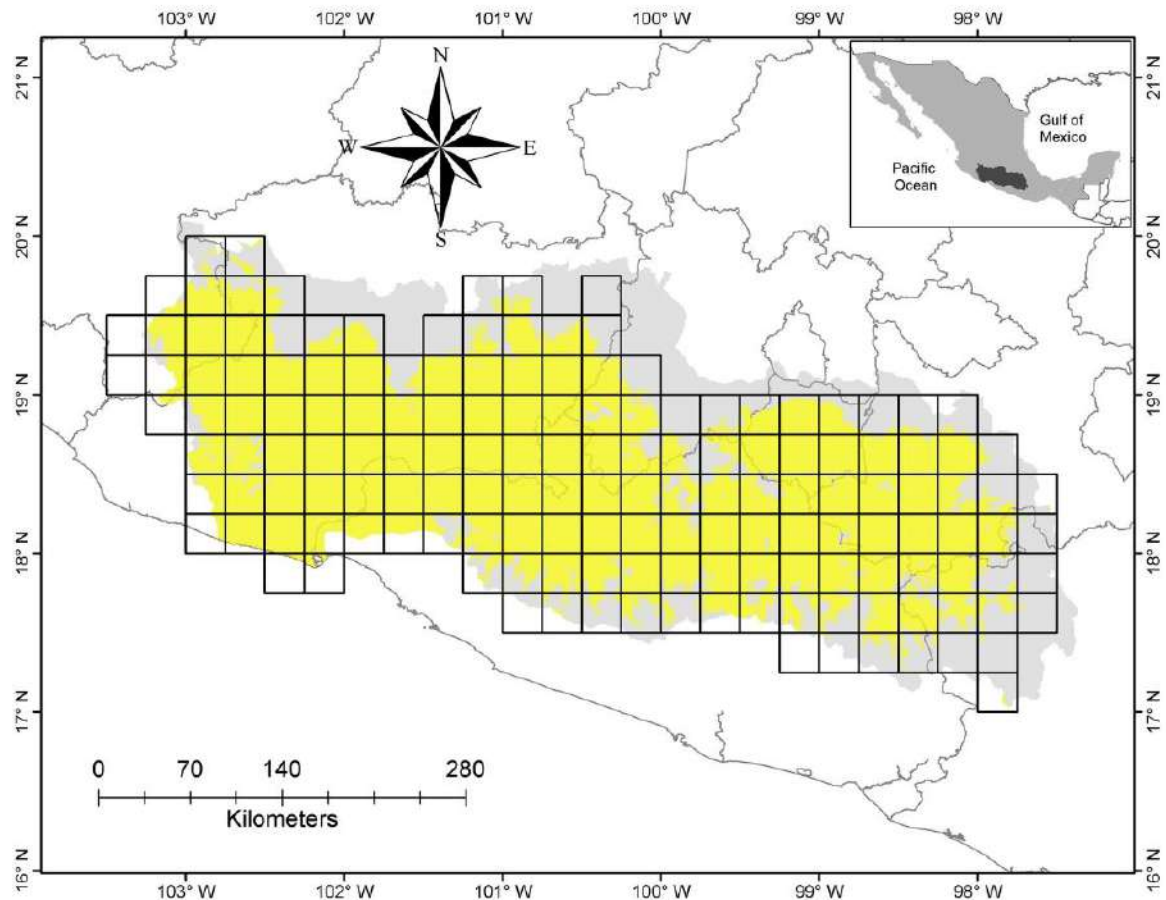 103° W 102° W 101° W 100° W 99° W 98° W
21° N 21° N
N
W E
S
Gulf of
Mexico
Pacific
Ocean
20° N 20° N
19° N 19° N
18° N 18° N
17° N 17° N
0 70 140 280
Kilometers
16° N 16° N
103° W 102° W 101° W 100° W 99° W 98° W